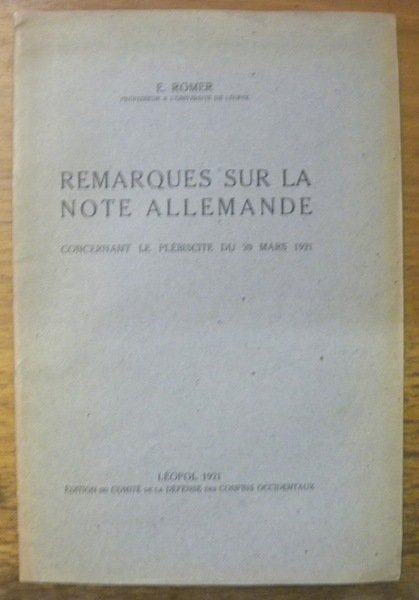 E. ROMER
PROFESSEUR A L'UNIVERSITÉ DE LÉOPOL
REMARQUES SUR LA
NOTE ALLEMANDE
CONCERNANT LE PLÉBISCITE DU 20 MARS 1921
LÉOPOL 1921
ÉDITION DU COMITÉ DE LA DÉFENSE DES CONFINS OCCIDENTAUX